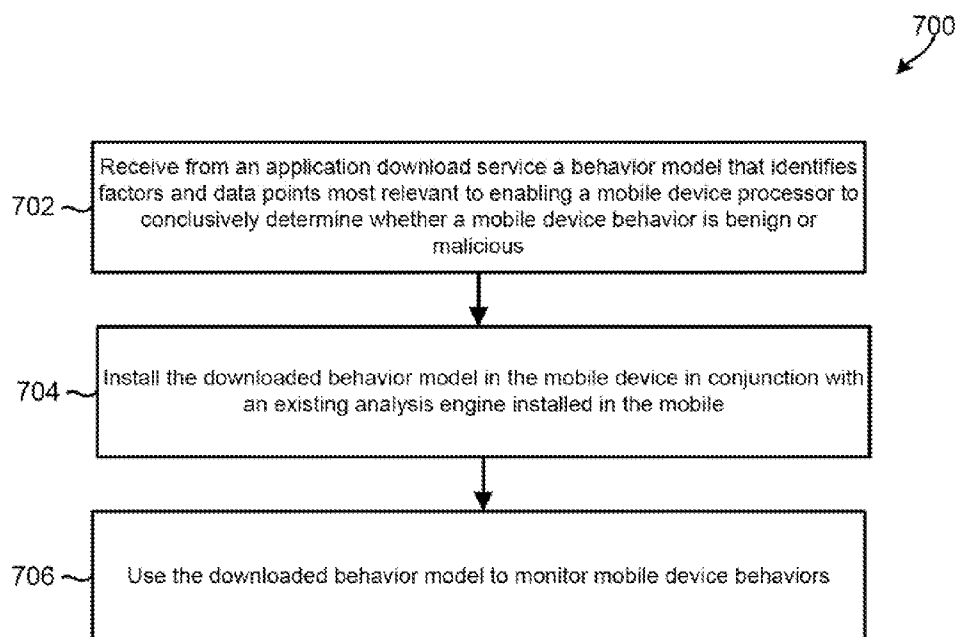 700
Receive from an application download service a behavior model that identifies
factors and data points most relevant to enabling a mobile device processor to
702
conclusively determine whether a mobile device behavior is benign or
malicious
704
Install the downloaded behavior model in the mobile device in conjunction with
an existing analysis engine installed in the mobile
706
Use the downloaded behavior model to monitor mobile device behaviors